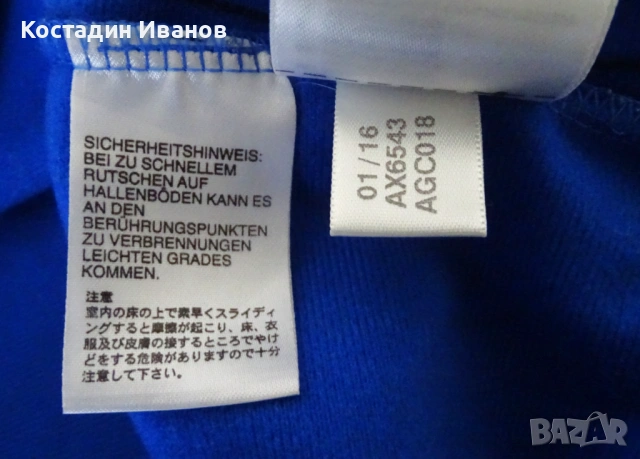 Костадин Иванов
SICHERHEITSHINWEIS:
BEI ZU SCHNELLEM
RUTSCHEN AUF
HALLENBÖDEN KANN ES
AN DEN
BERÜHRUNGSPUNKTEN
ZU VERBRENNUNGEN
LEICHTEN GRADES
KOMMEN.
注意
室内の床の上で素早くスライディ
ングすると摩擦が起こり、床、衣
服及び皮膚の接するところでやけ
どをする危険がありますので十分
注意して下さい。
01/16
AX6543
AGC018
BAZAR